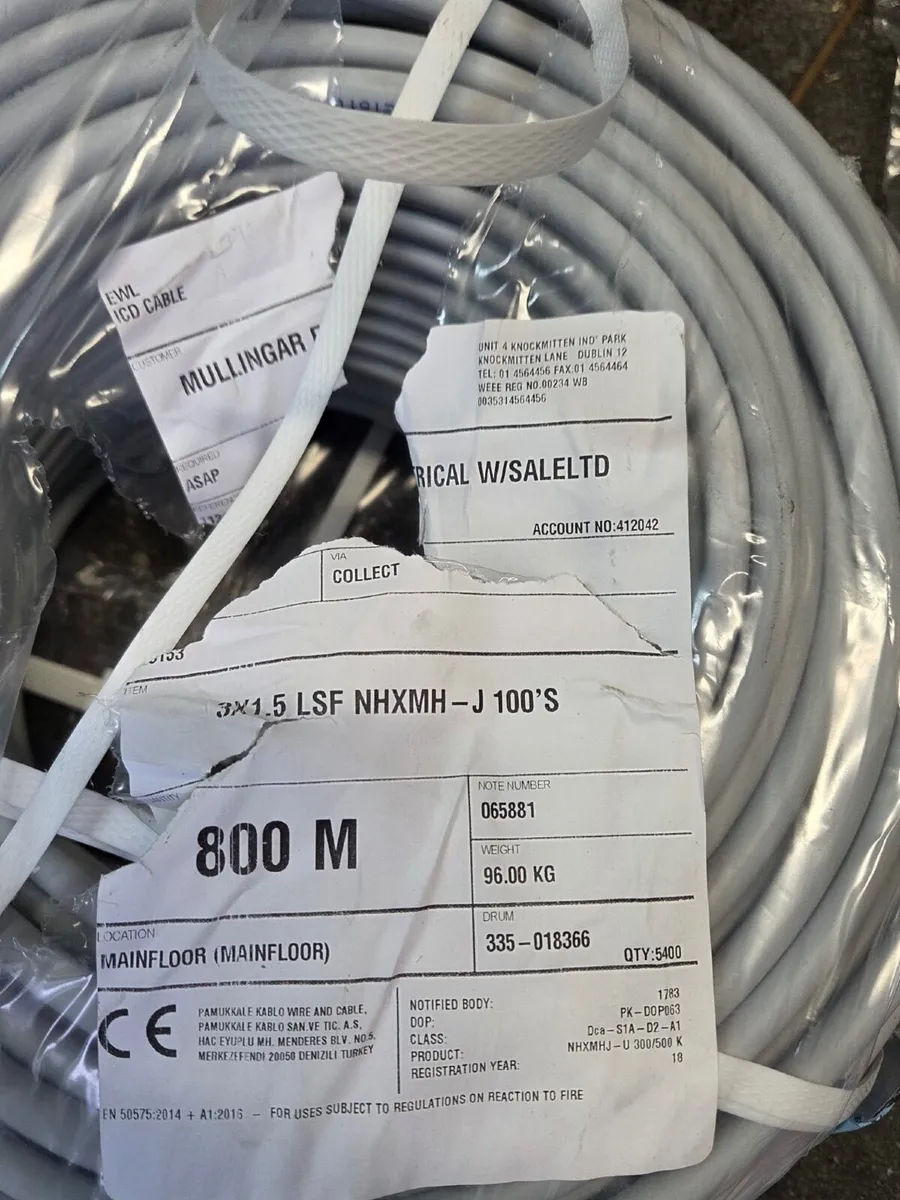 EWL
ICD CABLE
CUSTOMER
MULLINGAR
REQUIRED
ASAP
UNIT 4 KNOCKMITTEN IND' PARK
KNOCKMITTEN LANE DUBLIN 12
TEL: 01 4564456 FAX:01 4564464
WEEE REG NO.00234 WB
0035314564456
RICAL W/SALELTD
ACCOUNT NO:412042
VIA
COLLECT
ITEM
3X1.5 LSF NHXMH-J 100'S
800 M
NOTE NUMBER
065881
WEIGHT
96.00 KG
DRUM
335-018366
QTY:5400
LOCATION
MAINFLOOR (MAINFLOOR)
CE
PAMUKKALE KABLO WIRE AND CABLE,
PAMUKKALE KABLO SAN.VE TIC. A.S,
HAC EYUPLU MH. MENDERES BLV. NO.5,
MERKEZEFENDI 20050 DENIZILI TURKEY
NOTIFIED BODY: 1783
DOP: PK-DOP063
CLASS: Dca-S1A-D2-A1
PRODUCT: NHXMHJ-U 300/500 K
REGISTRATION YEAR: 18
EN 50575:2014 + A1:2016 - FOR USES SUBJECT TO REGULATIONS ON REACTION TO FIRE